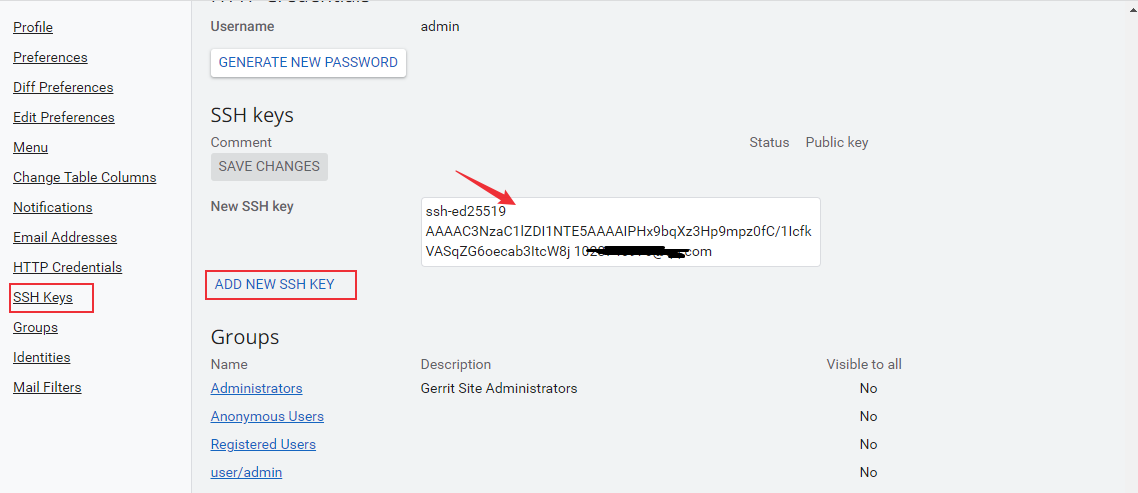 Profile
Preferences
Diff Preferences
Edit Preferences
Menu
Change Table Columns
Notifications
Email Addresses
HTTP Credentials
SSH Keys
Groups
Identities
Mail Filters
Username admin
GENERATE NEW PASSWORD
SSH keys
Comment Status Public key
SAVE CHANGES
New SSH key
ssh-ed25519
AAAAC3NzaC1lZDI1NTE5AAAAIPHx9bqXz3Hp9mpz0fC/1Icfk
VASqZG6oecab3ItcW8j
ADD NEW SSH KEY
Groups
Name Description Visible to all
Administrators Gerrit Site Administrators No
Anonymous Users No
Registered Users No
user/admin No